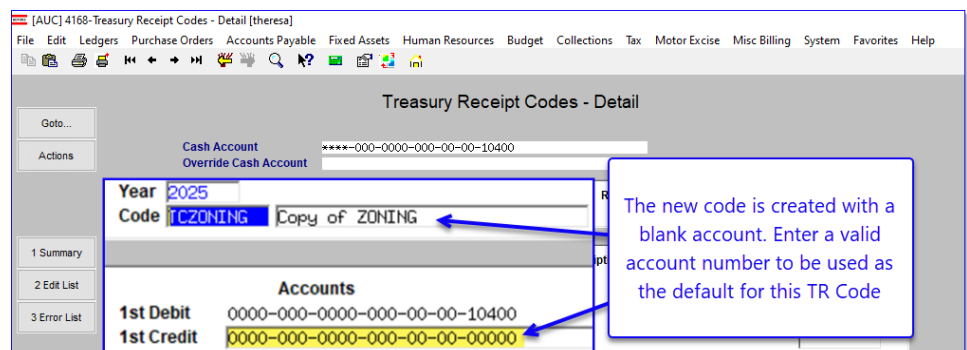 [AUC] 4168-Treasury Receipt Codes - Detail [theresa]
File Edit Ledgers Purchase Orders Accounts Payable Fixed Assets Human Resources Budget Collections Tax Motor Excise Misc Billing System Favorites Help
Treasury Receipt Codes - Detail
Goto...
Actions
Cash Account ****-000-0000-000-00-00-10400
Override Cash Account
Year 2025
Code TCZONING Copy of ZONING
The new code is created with a
blank account. Enter a valid
account number to be used as
the default for this TR Code
1 Summary
2 Edit List
3 Error List
Accounts
1st Debit 0000-000-0000-000-00-00-10400
1st Credit 0000-000-0000-000-00-00-00000